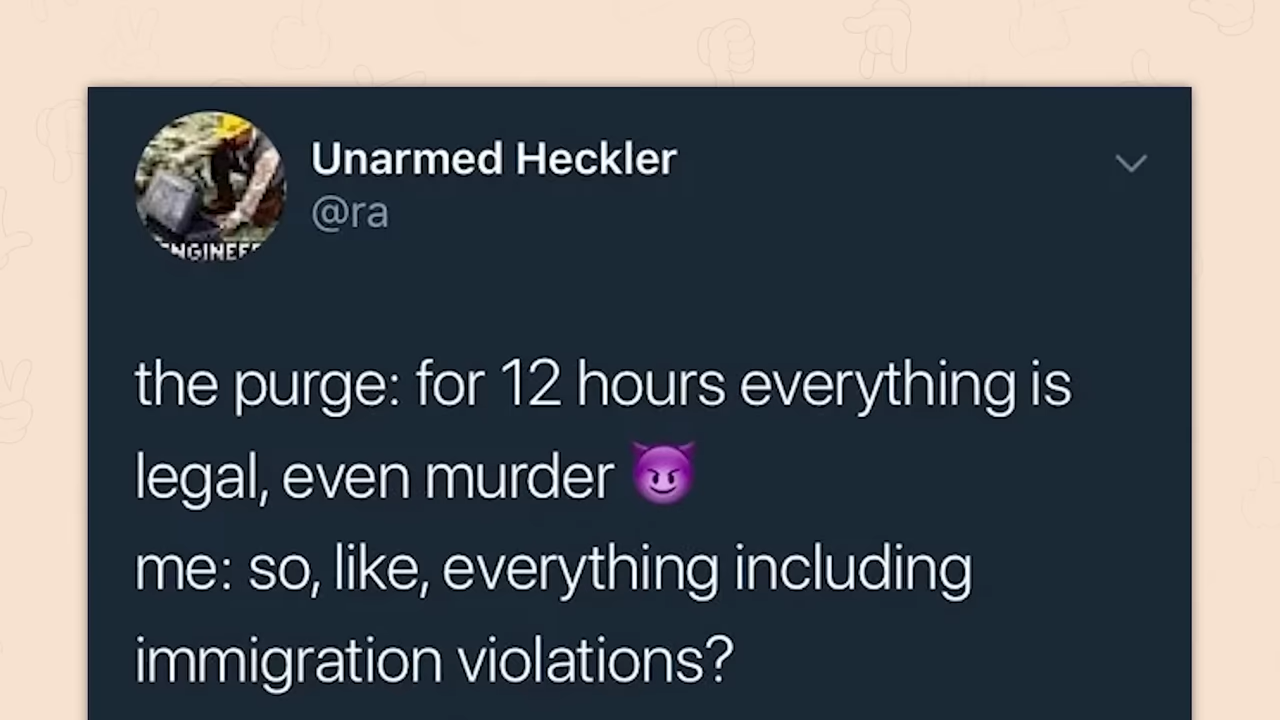 Unarmed Heckler
@ra
the purge: for 12 hours everything is
legal, even murder 😈
me: so, like, everything including
immigration violations?